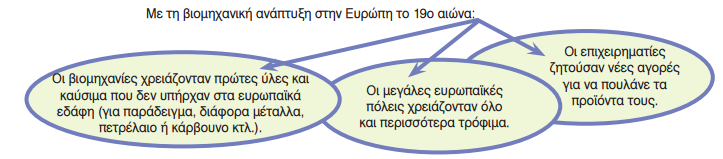 Με τη βιομηχανική ανάπτυξη στην Ευρώπη το 19ο αιώνα:
Οι βιομηχανίες χρειάζονταν πρώτες ύλες και
καύσιμα που δεν υπήρχαν στα ευρωπαϊκά
εδάφη (για παράδειγμα, διάφορα μέταλλα,
πετρέλαιο ή κάρβουνο κτλ.).
Οι μεγάλες ευρωπαϊκές
πόλεις χρειάζονταν όλο
και περισσότερα τρόφιμα.
Οι επιχειρηματίες
ζητούσαν νέες αγορές
για να πουλάνε τα
προϊόντα τους.